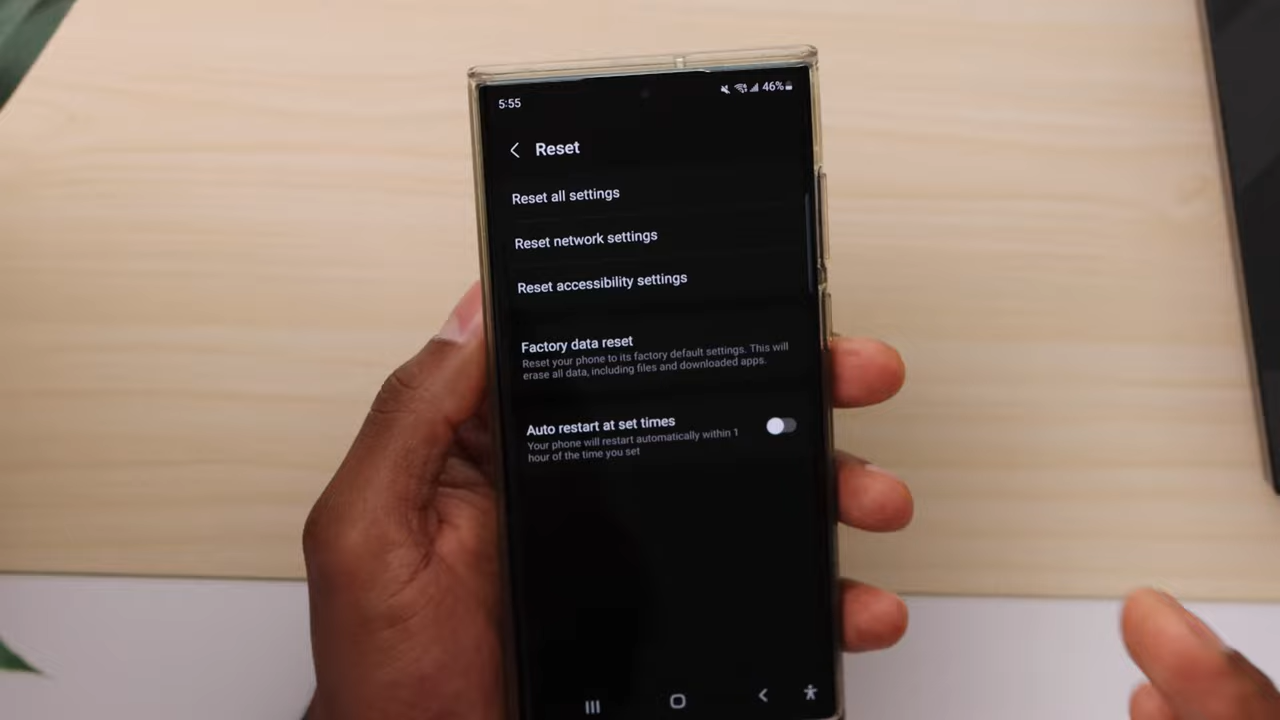 5:55
46%
Reset
Reset all settings
Reset network settings
Reset accessibility settings
Factory data reset
Reset your phone to its factory default settings. This will
erase all data, including files and downloaded apps.
Auto restart at set times
Your phone will restart automatically within 1
hour of the time you set